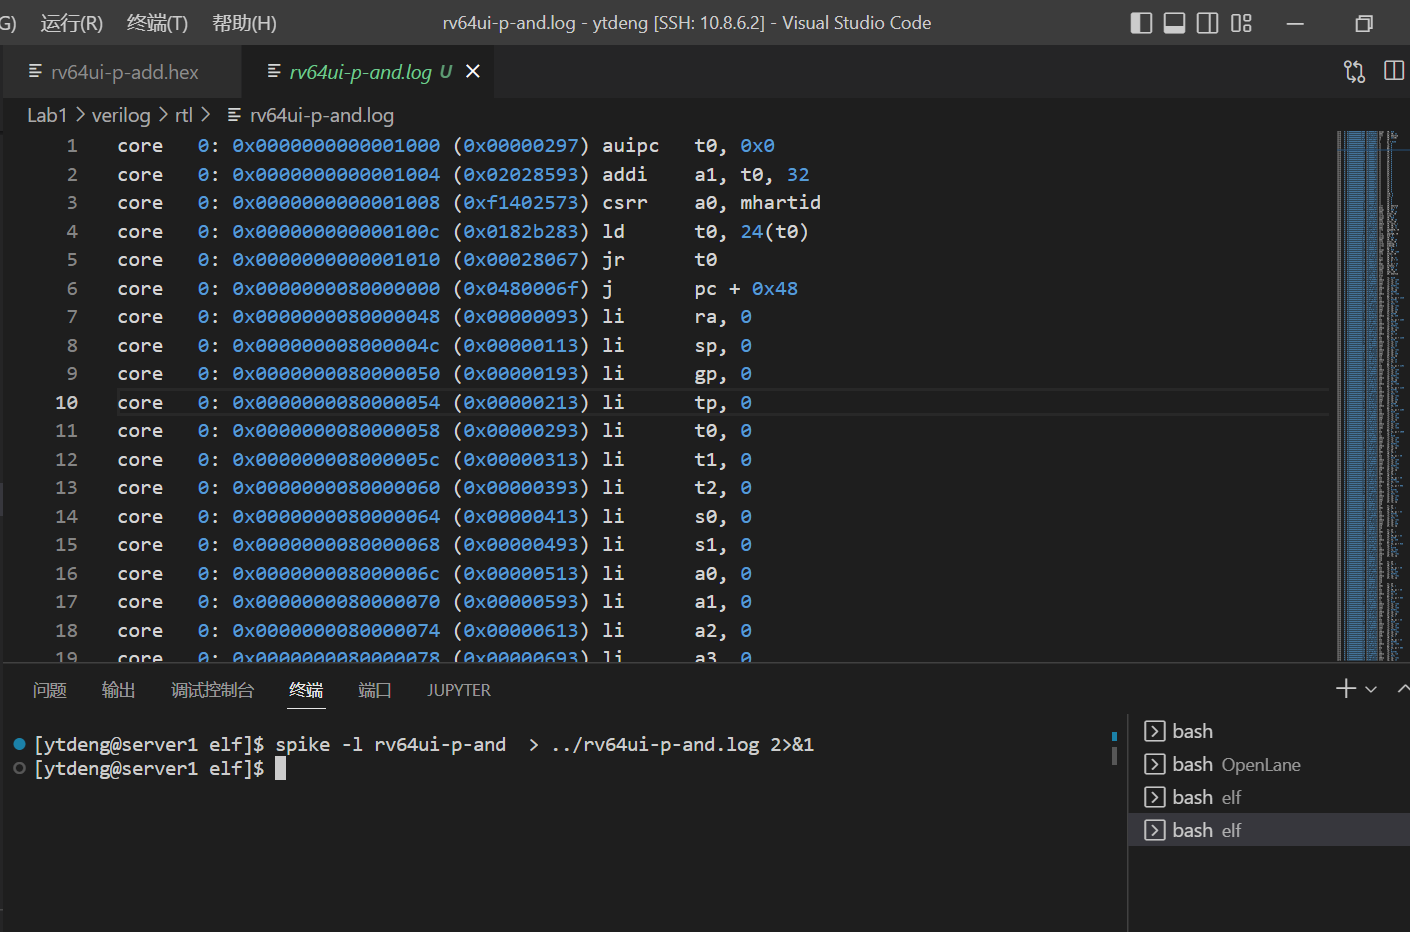 G) 运行(R) 终端(T) 帮助(H) rv64ui-p-and.log - ytdeng [SSH: 10.8.6.2] - Visual Studio Code
rv64ui-p-add.hex rv64ui-p-and.log U
Lab1 > verilog > rtl > rv64ui-p-and.log
1 core 0: 0x0000000000001000 (0x00000297) auipc t0, 0x0
2 core 0: 0x0000000000001004 (0x02028593) addi a1, t0, 32
3 core 0: 0x0000000000001008 (0xf1402573) csrr a0, mhartid
4 core 0: 0x000000000000100c (0x0182b283) ld t0, 24(t0)
5 core 0: 0x0000000000001010 (0x00028067) jr t0
6 core 0: 0x0000000080000000 (0x0480006f) j pc + 0x48
7 core 0: 0x0000000080000048 (0x00000093) li ra, 0
8 core 0: 0x000000008000004c (0x00000113) li sp, 0
9 core 0: 0x0000000080000050 (0x00000193) li gp, 0
10 core 0: 0x0000000080000054 (0x00000213) li tp, 0
11 core 0: 0x0000000080000058 (0x00000293) li t0, 0
12 core 0: 0x000000008000005c (0x00000313) li t1, 0
13 core 0: 0x0000000080000060 (0x00000393) li t2, 0
14 core 0: 0x0000000080000064 (0x00000413) li s0, 0
15 core 0: 0x0000000080000068 (0x00000493) li s1, 0
16 core 0: 0x000000008000006c (0x00000513) li a0, 0
17 core 0: 0x0000000080000070 (0x00000593) li a1, 0
18 core 0: 0x0000000080000074 (0x00000613) li a2, 0
19 core 0: 0x0000000080000078 (0x00000693) li a3, 0
问题 输出 调试控制台 终端 端口 JUPYTER
[ytdeng@server1 elf]$ spike -l rv64ui-p-and > ../rv64ui-p-and.log 2>&1
[ytdeng@server1 elf]$
bash
bash OpenLane
bash elf
bash elf